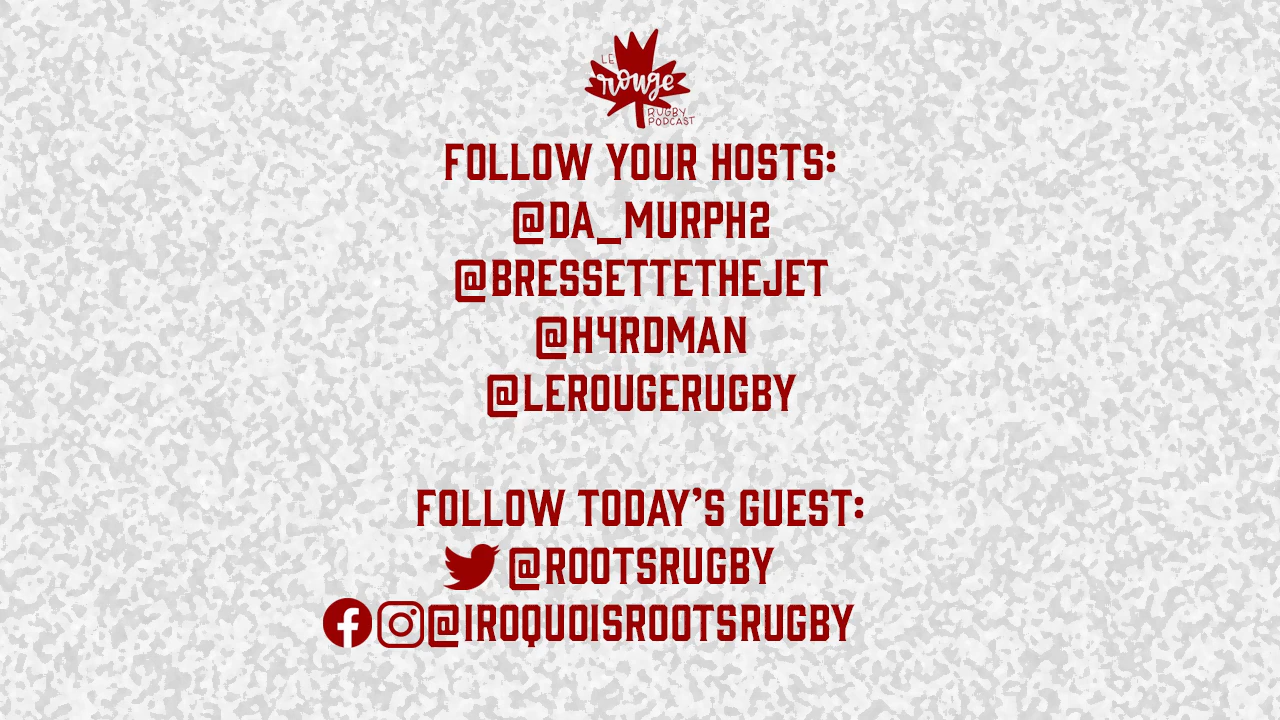 LE
rouge
RUGBY
PODCAST
FOLLOW YOUR HOSTS:
@DA_MURPH2
@BRESSETTETHEJET
@H4RDMAN
@LEROUGERUGBY
FOLLOW TODAY'S GUEST:
@ROOTSRUGBY
@IROQUOISROOTSRUGBY